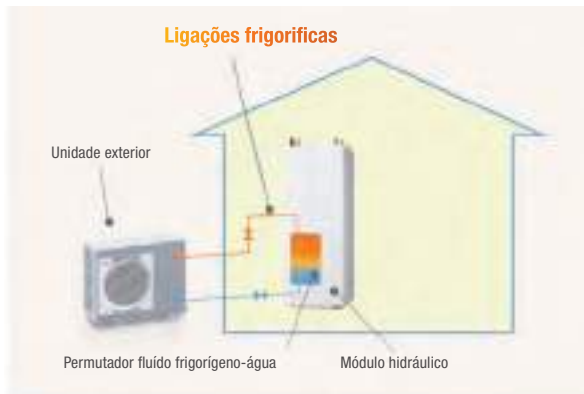 Ligações frigorificas
Unidade exterior
Permutador fluído frigorígeno-água
Módulo hidráulico